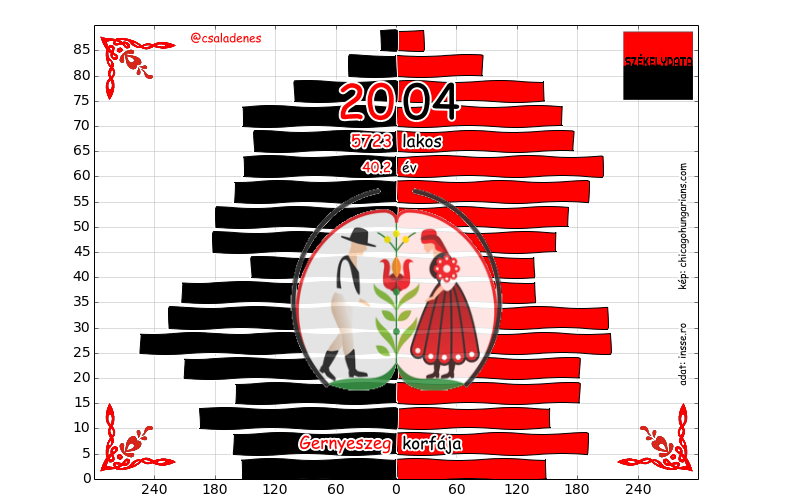 @csaladenes
SZÉKELYDATA
2004
5723 lakos
40.2 év
kép: chicagohungarians.com
adat: insse.ro
Gernyeszeg korfája
85
80
75
70
65
60
55
50
45
40
35
30
25
20
15
10
5
0
240 180 120 60 0 60 120 180 240